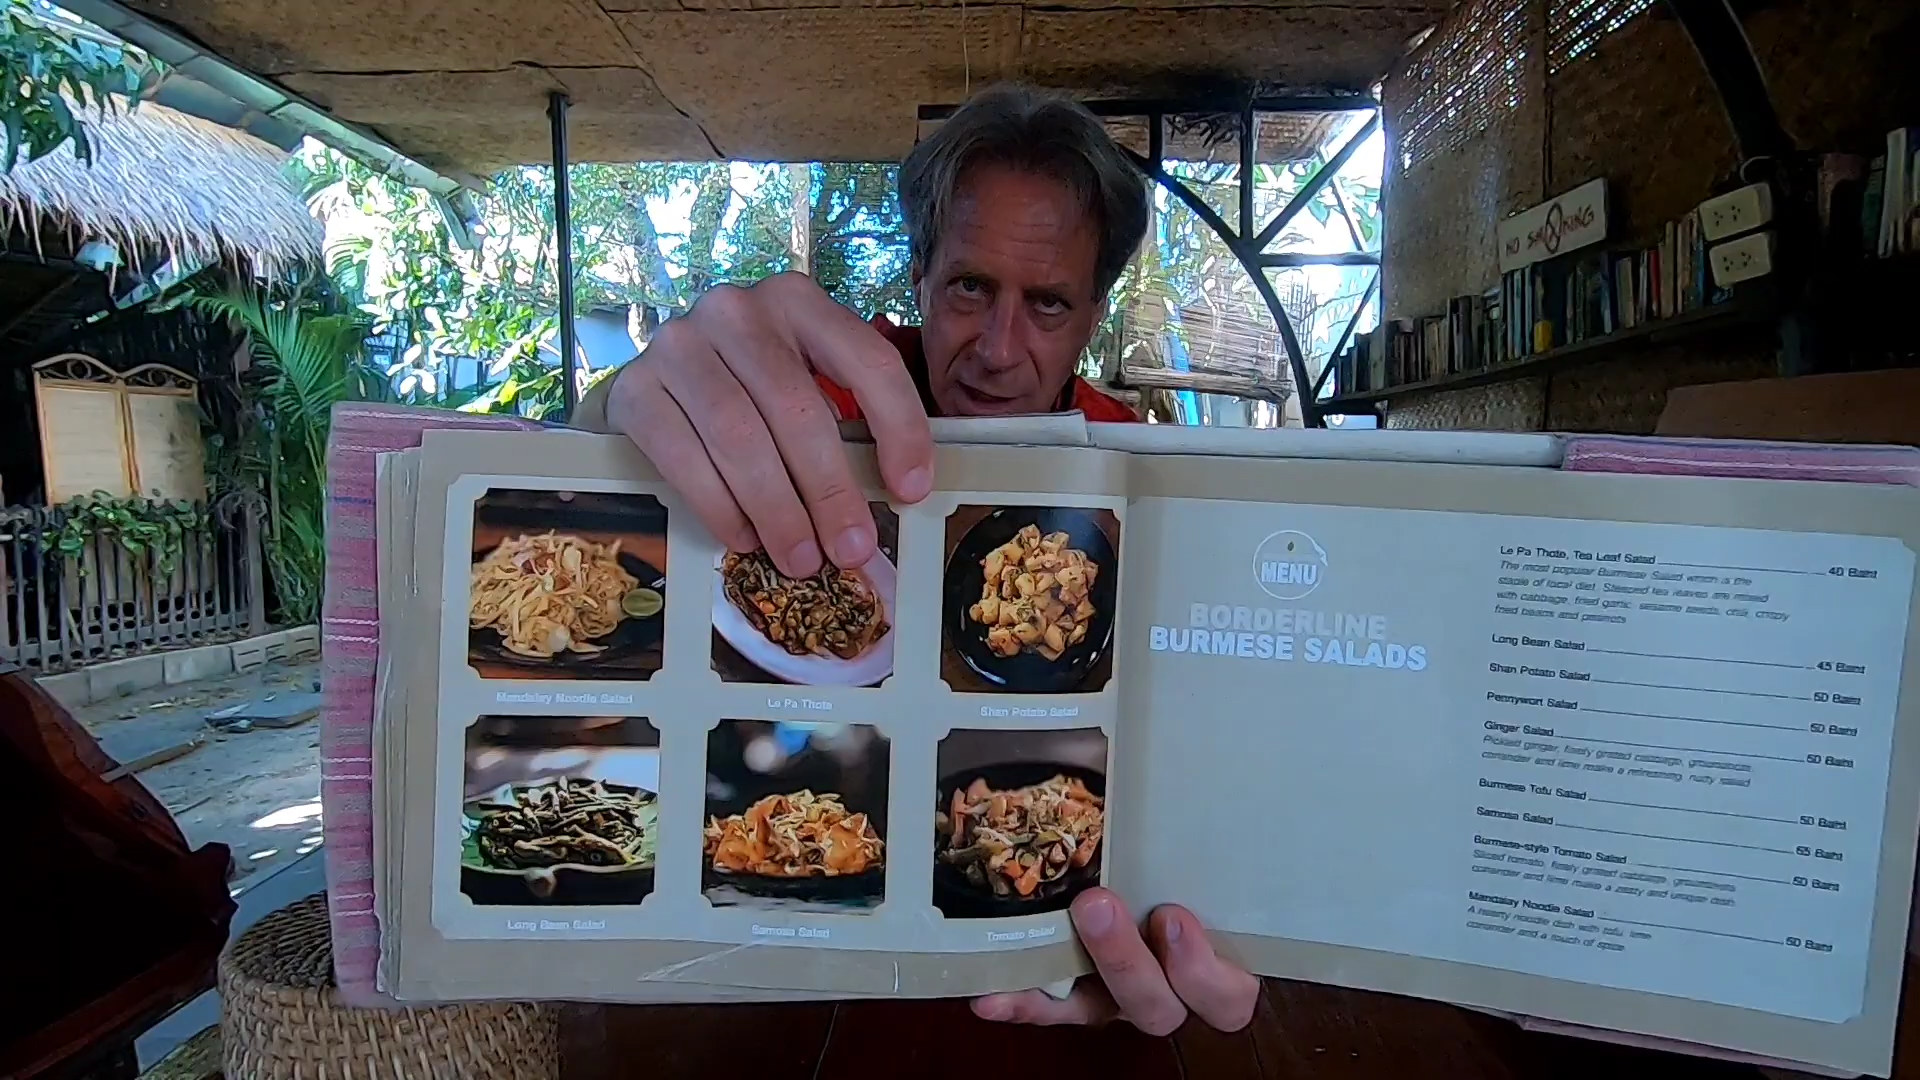 NO SMOKING
Mandalay Noodle Salad
Le Pa Thote
Shan Potato Salad
Long Bean Salad
Samosa Salad
Tomato Salad
MENU
BORDERLINE
BURMESE SALADS
Le Pa Thote, Tea Leaf Salad 40 Baht
The most popular Burmese Salad which is the
staple of local diet. Steeped tea leaves are mixed
with cabbage, fried garlic, sesame seeds, chili, crispy
fried beans and peanuts
Long Bean Salad 45 Baht
Shan Potato Salad 50 Baht
Pennywort Salad 50 Baht
Ginger Salad 50 Baht
Pickled ginger, finely grated cabbage, groundnuts,
coriander and lime make a refreshing, nutty salad
Burmese Tofu Salad 50 Baht
Samosa Salad 65 Baht
Burmese-style Tomato Salad 50 Baht
Sliced tomato, finely grated cabbage, groundnuts
coriander and lime make a zesty and unique dish
Mandalay Noodle Salad 50 Baht
A hearty noodle dish with tofu, lime
coriander and a touch of spice